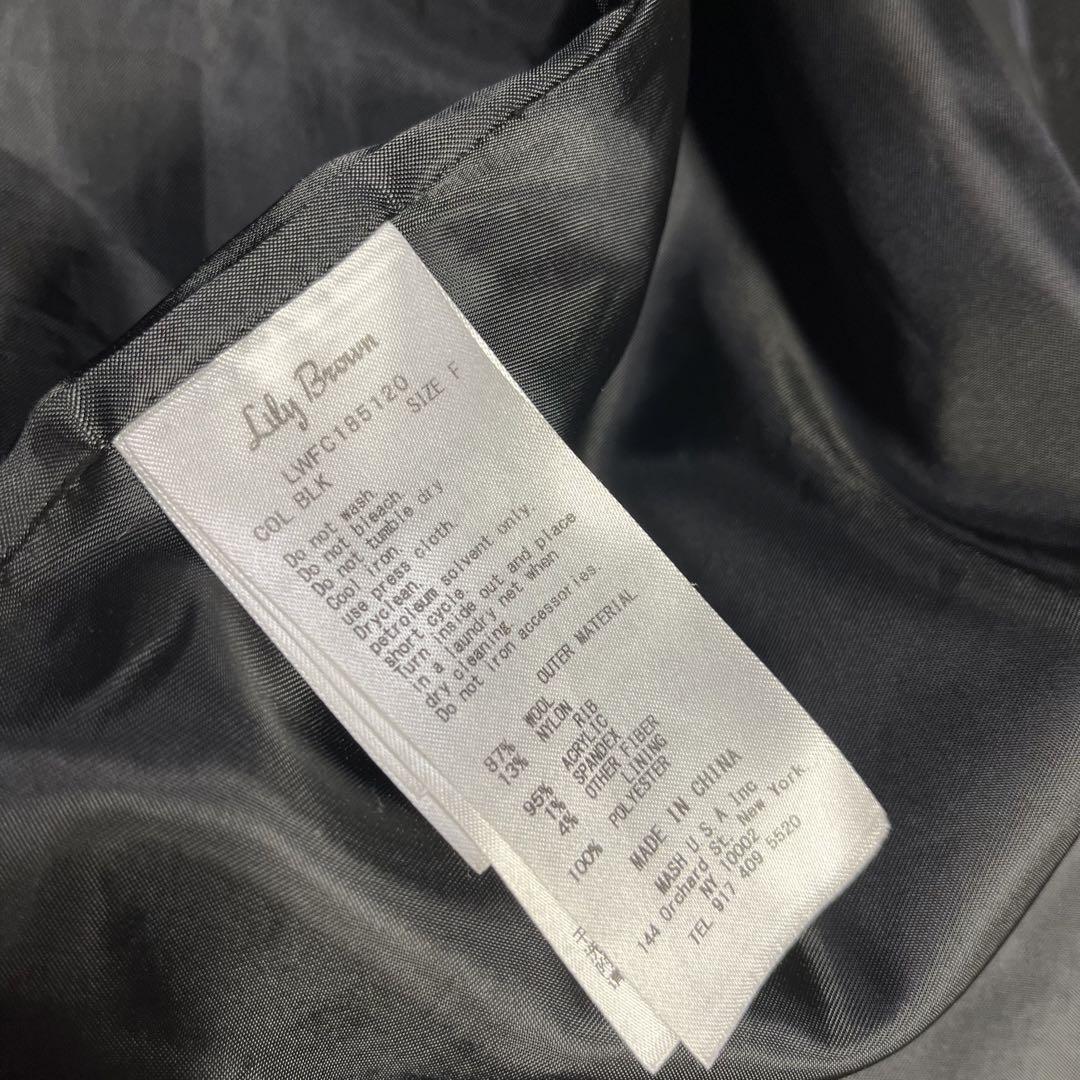 Lily Brown
LWFC185120
COL BLK SIZE F
Do not wash.
Do not bleach.
Do not tumble dry.
Cool iron
use press cloth.
Dryclean,
petroleum solvent only.
short cycle
Turn inside out and place
in a laundry net when
dry cleaning
Do not iron accessories.
OUTER MATERIAL
87% WOOL
13% NYLON
RIB
95% ACRYLIC
1% SPANDEX
4% OTHER FIBER
LINING
100% POLYESTER
MADE IN CHINA
MASH U S A Inc
144 Orchard St. New York.
NY 10002
TEL 917 409 5520